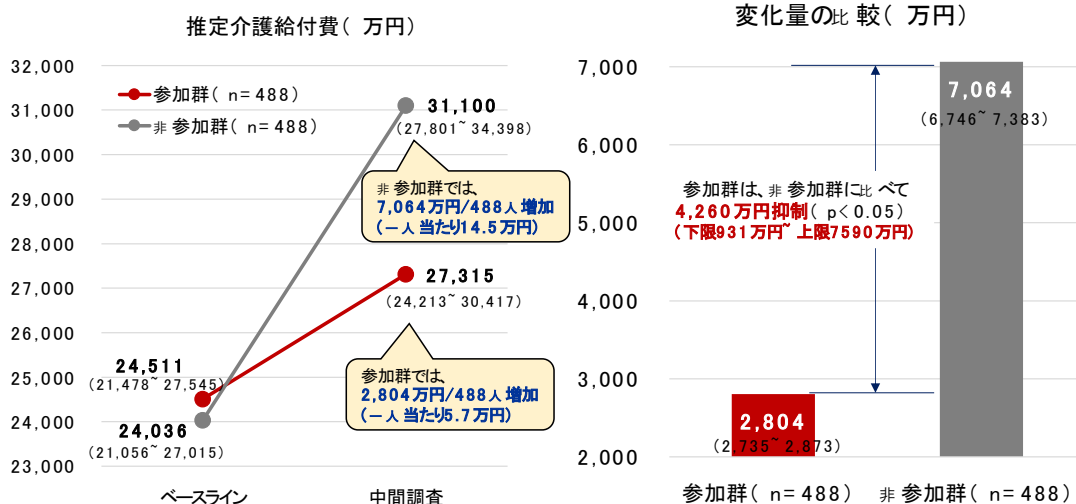 推定介護給付費( 万円)
32,000
31,000
30,000
29,000
28,000
27,000
26,000
25,000
24,000
23,000
参加群( n=488)
非参加群( n=488)
31,100
(27,801~34,398)
非参加群では、
7,064万円/488人増加
(一人当たり14.5万円)
27,315
(24,213~30,417)
参加群では、
2,804万円/488人増加
(一人当たり5.7万円)
24,511
(21,478~27,545)
24,036
(21,056~27,015)
ベースライン
中間調査
変化量の比較( 万円)
7,000
6,000
5,000
4,000
3,000
2,000
7,064
(6,746~7,383)
参加群は、非参加群に比べて
4,260万円抑制( p<0.05)
(下限931万円~上限7590万円)
2,804
(2,735~2,873)
参加群( n=488)
非参加群( n=488)